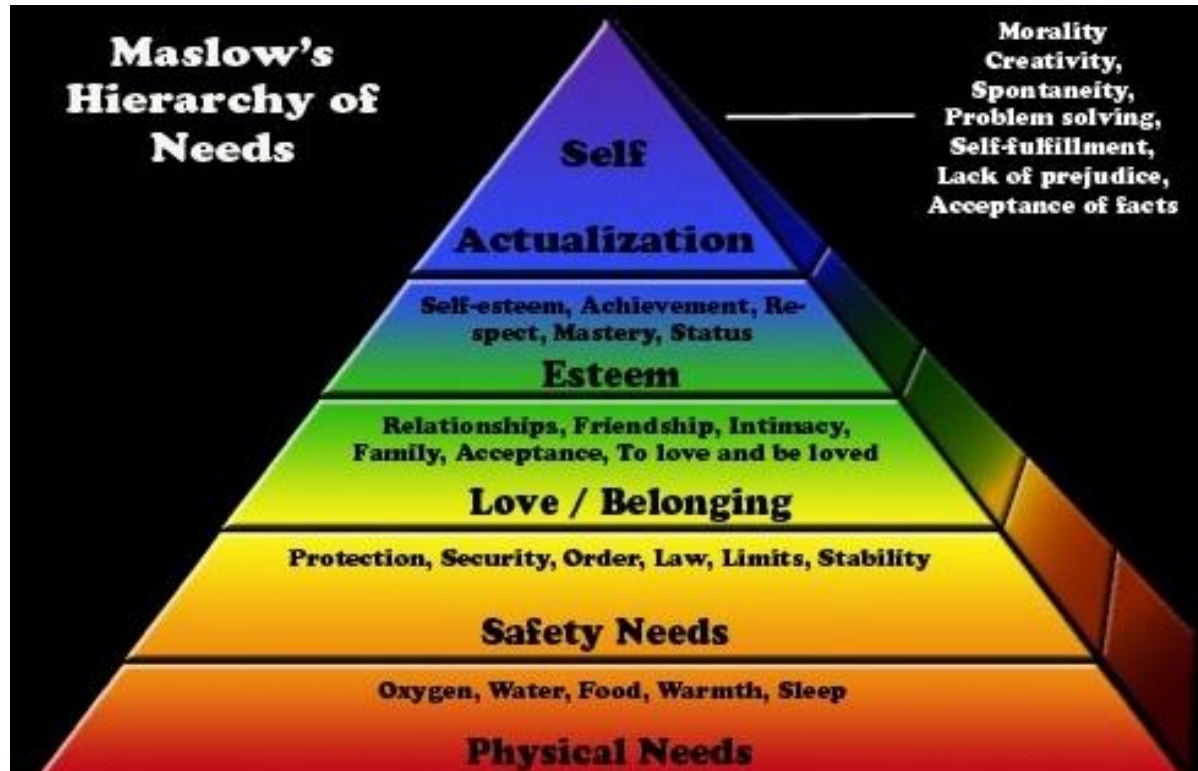 Maslow's
Hierarchy of
Needs
Morality
Creativity,
Spontaneity,
Problem solving,
Self-fulfillment,
Lack of prejudice,
Acceptance of facts
Self
Actualization
Self-esteem, Achievement, Re-
spect, Mastery, Status
Esteem
Relationships, Friendship, Intimacy,
Family, Acceptance, To love and be loved
Love / Belonging
Protection, Security, Order, Law, Limits, Stability
Safety Needs
Oxygen, Water, Food, Warmth, Sleep
Physical Needs